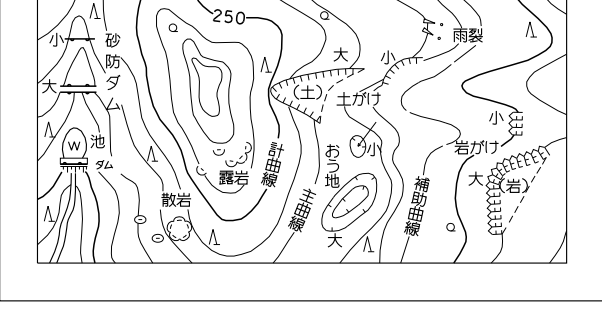 250
小
砂防ダム
大
W
池
ダム
散岩
露岩
計曲線
主曲線
大
(土)
土がけ
小
雨裂
おう地
小
大
補助曲線
小
岩がけ
大
(岩)